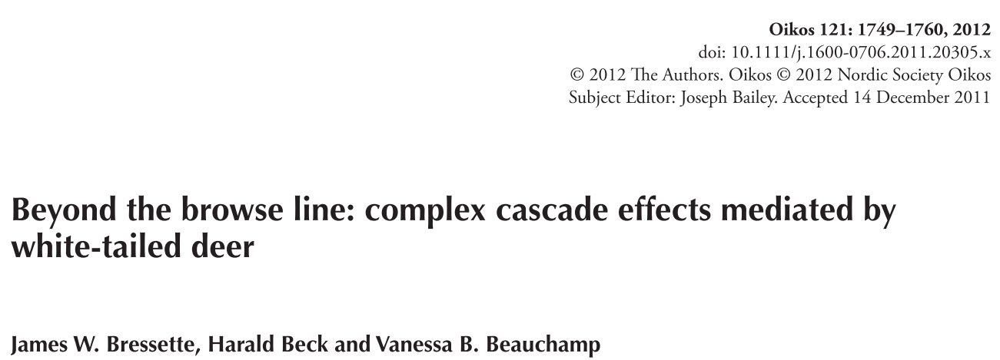 Oikos 121: 1749–1760, 2012
doi: 10.1111/j.1600-0706.2011.20305.x
© 2012 The Authors. Oikos © 2012 Nordic Society Oikos
Subject Editor: Joseph Bailey. Accepted 14 December 2011
Beyond the browse line: complex cascade effects mediated by
white-tailed deer
James W. Bressette, Harald Beck and Vanessa B. Beauchamp